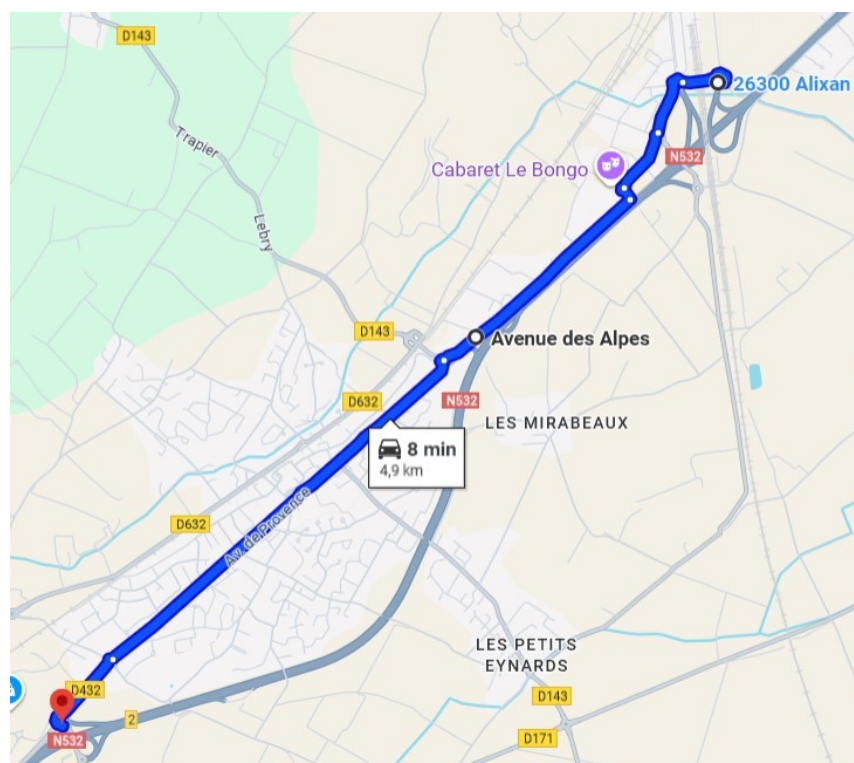 D143
26300 Alixan
Trapier
N532
Cabaret Le Bongo
Lebry
D143
Avenue des Alpes
D632
N532
LES MIRABEAUX
8 min
4,9 km
D632
Av. de Provence
LES PETITS
EYNARDS
D432
D143
2
N532
D171